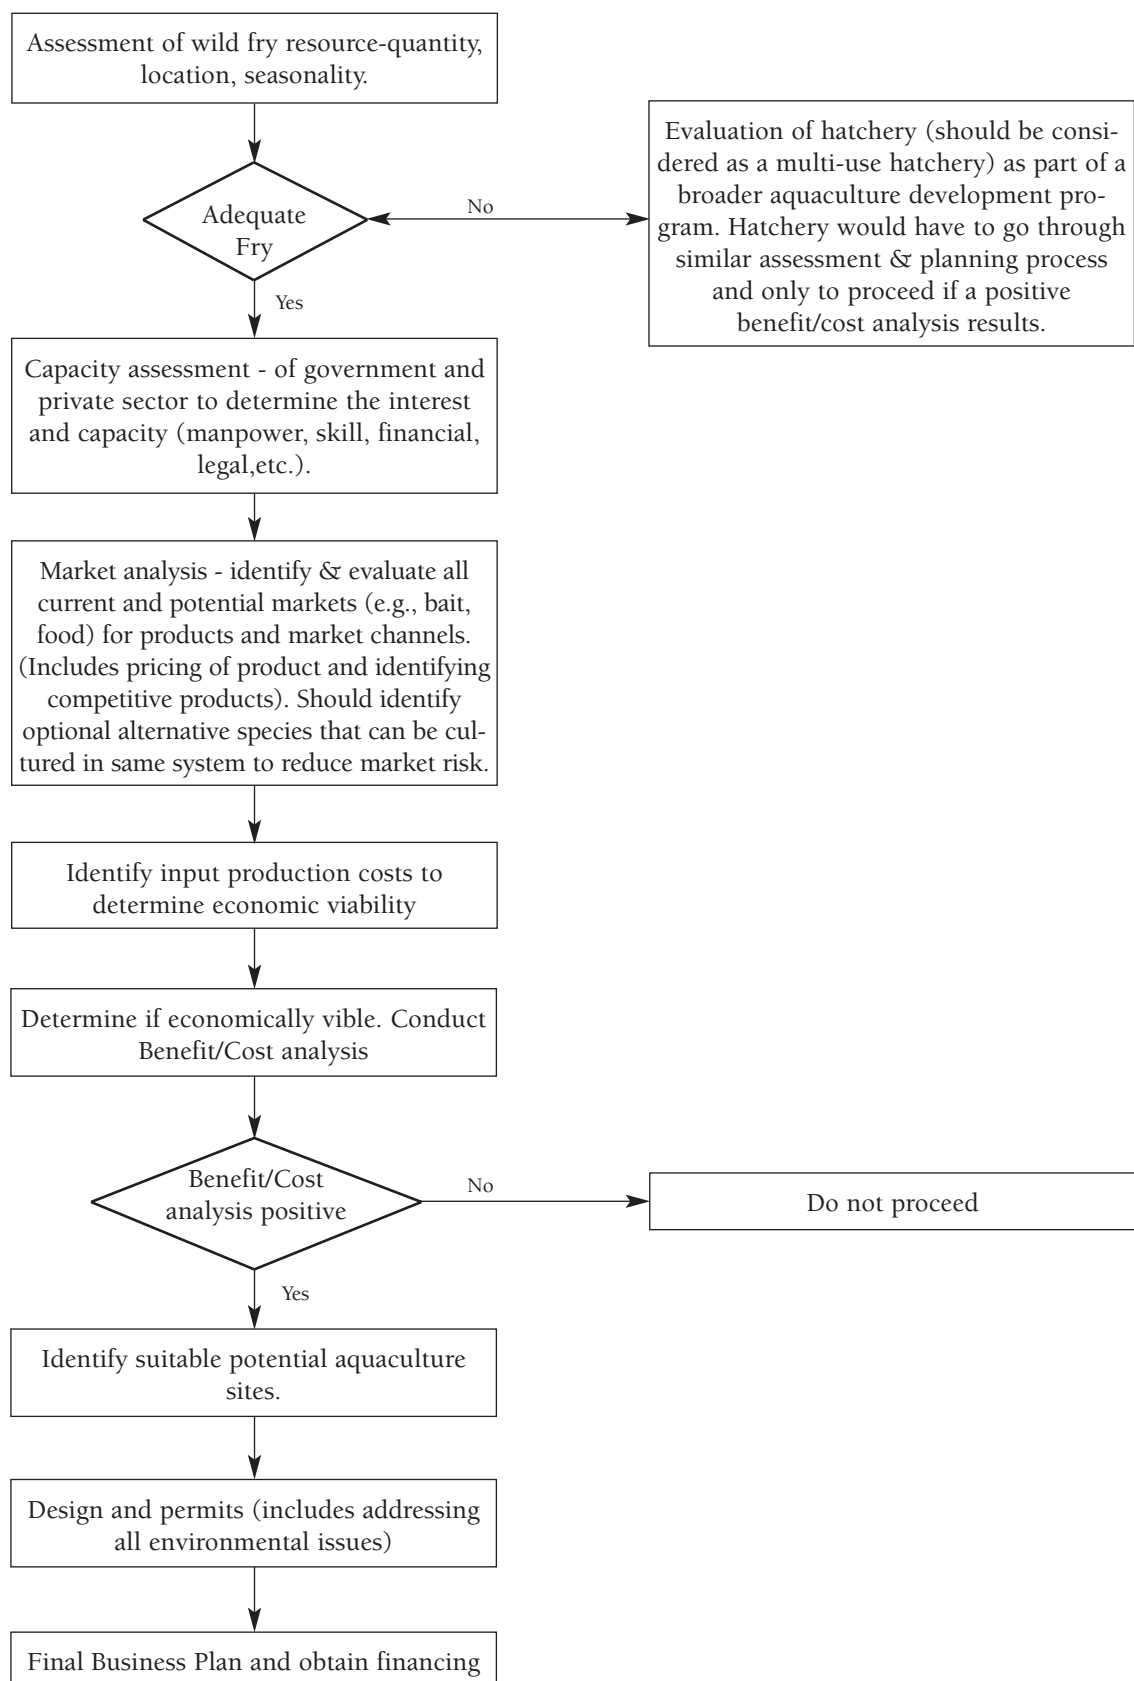 Assessment of wild fry resource-quantity,
location, seasonality.
Adequate
Fry
No
Evaluation of hatchery (should be consi-
dered as a multi-use hatchery) as part of a
broader aquaculture development pro-
gram. Hatchery would have to go through
similar assessment & planning process
and only to proceed if a positive
benefit/cost analysis results.
Yes
Capacity assessment - of government and
private sector to determine the interest
and capacity (manpower, skill, financial,
legal,etc.).
Market analysis - identify & evaluate all
current and potential markets (e.g., bait,
food) for products and market channels.
(Includes pricing of product and identifying
competitive products). Should identify
optional alternative species that can be cul-
tured in same system to reduce market risk.
Identify input production costs to
determine economic viability
Determine if economically vible. Conduct
Benefit/Cost analysis
Benefit/Cost
analysis positive
No
Do not proceed
Yes
Identify suitable potential aquaculture
sites.
Design and permits (includes addressing
all environmental issues)
Final Business Plan and obtain financing